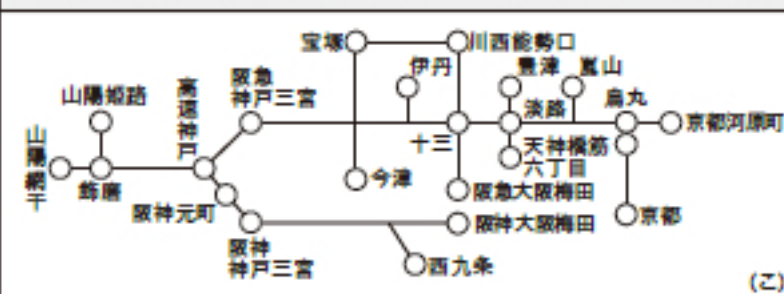 宝塚
川西能勢口
伊丹
豊津
嵐山
山陽姫路
高速神戸
阪急
神戸三宮
淡路
烏丸
京都河原町
山陽網干
飾磨
十三
天神橋筋
六丁目
今津
阪急大阪梅田
阪神元町
阪神大阪梅田
京都
阪神
神戸三宮
西九条
(こ)